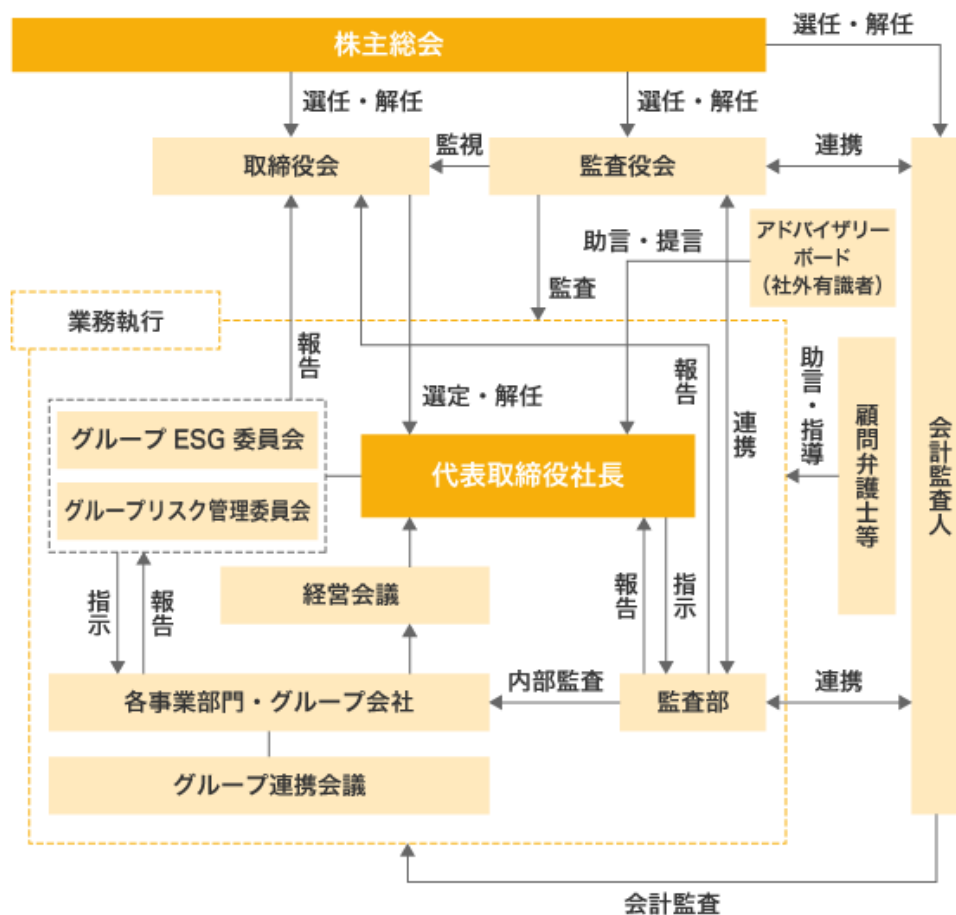 株主総会
選任・解任
選任・解任
選任・解任
取締役会
監視
監査役会
連携
アドバイザリー
ボード
（社外有識者）
助言・提言
監査
業務執行
報告
選定・解任
報告
連携
助言・指導
顧問弁護士等
会計監査人
グループ ESG 委員会
グループリスク管理委員会
代表取締役社長
経営会議
指示
報告
報告
指示
各事業部門・グループ会社
内部監査
監査部
連携
グループ連携会議
会計監査